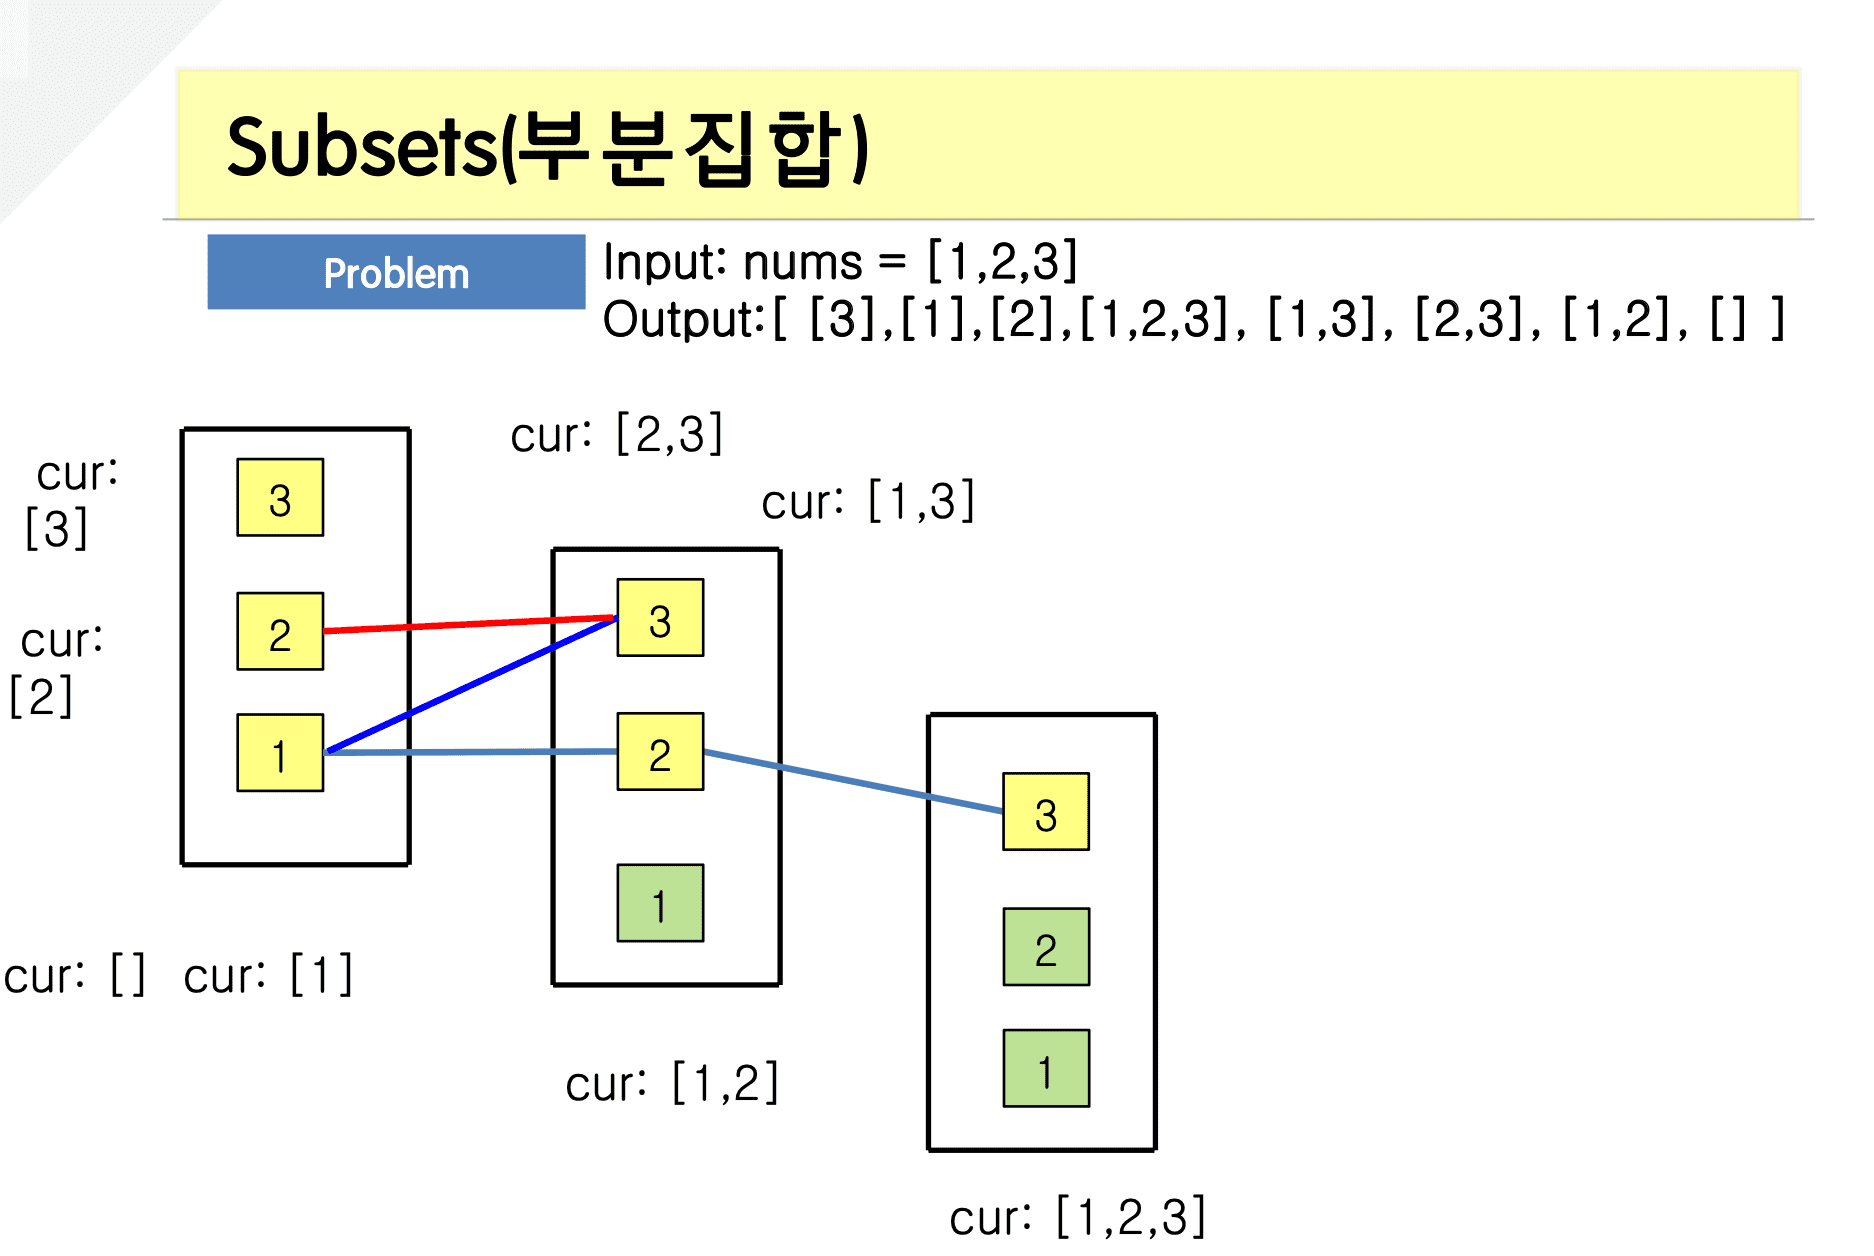 Subsets(부분집합)
Problem
Input: nums = [1,2,3]
Output:[ [3],[1],[2],[1,2,3], [1,3], [2,3], [1,2], [] ]
cur: [2,3]
cur:
[3]
3
cur: [1,3]
2
3
cur:
[2]
1
2
3
1
2
cur: [] cur: [1]
1
cur: [1,2]
cur: [1,2,3]